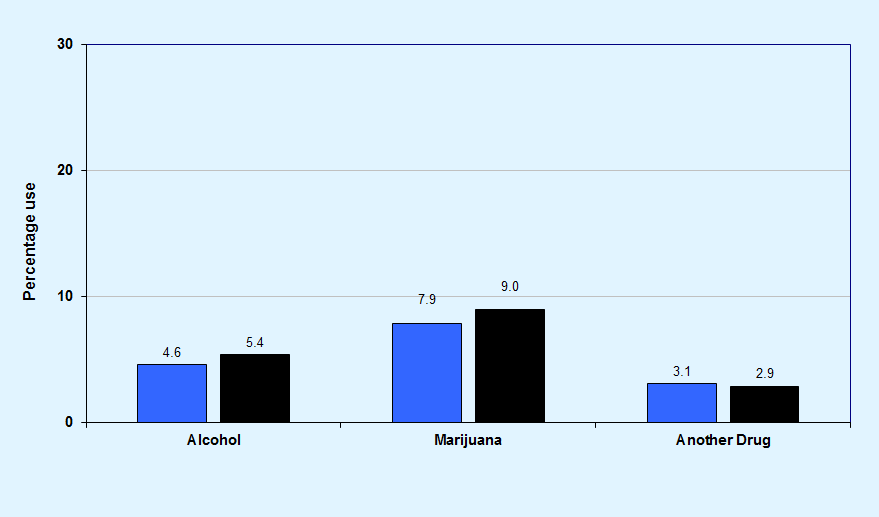 30
20
10
0
Percentage use
4.6
5.4
7.9
9.0
3.1
2.9
Alcohol
Marijuana
Another Drug